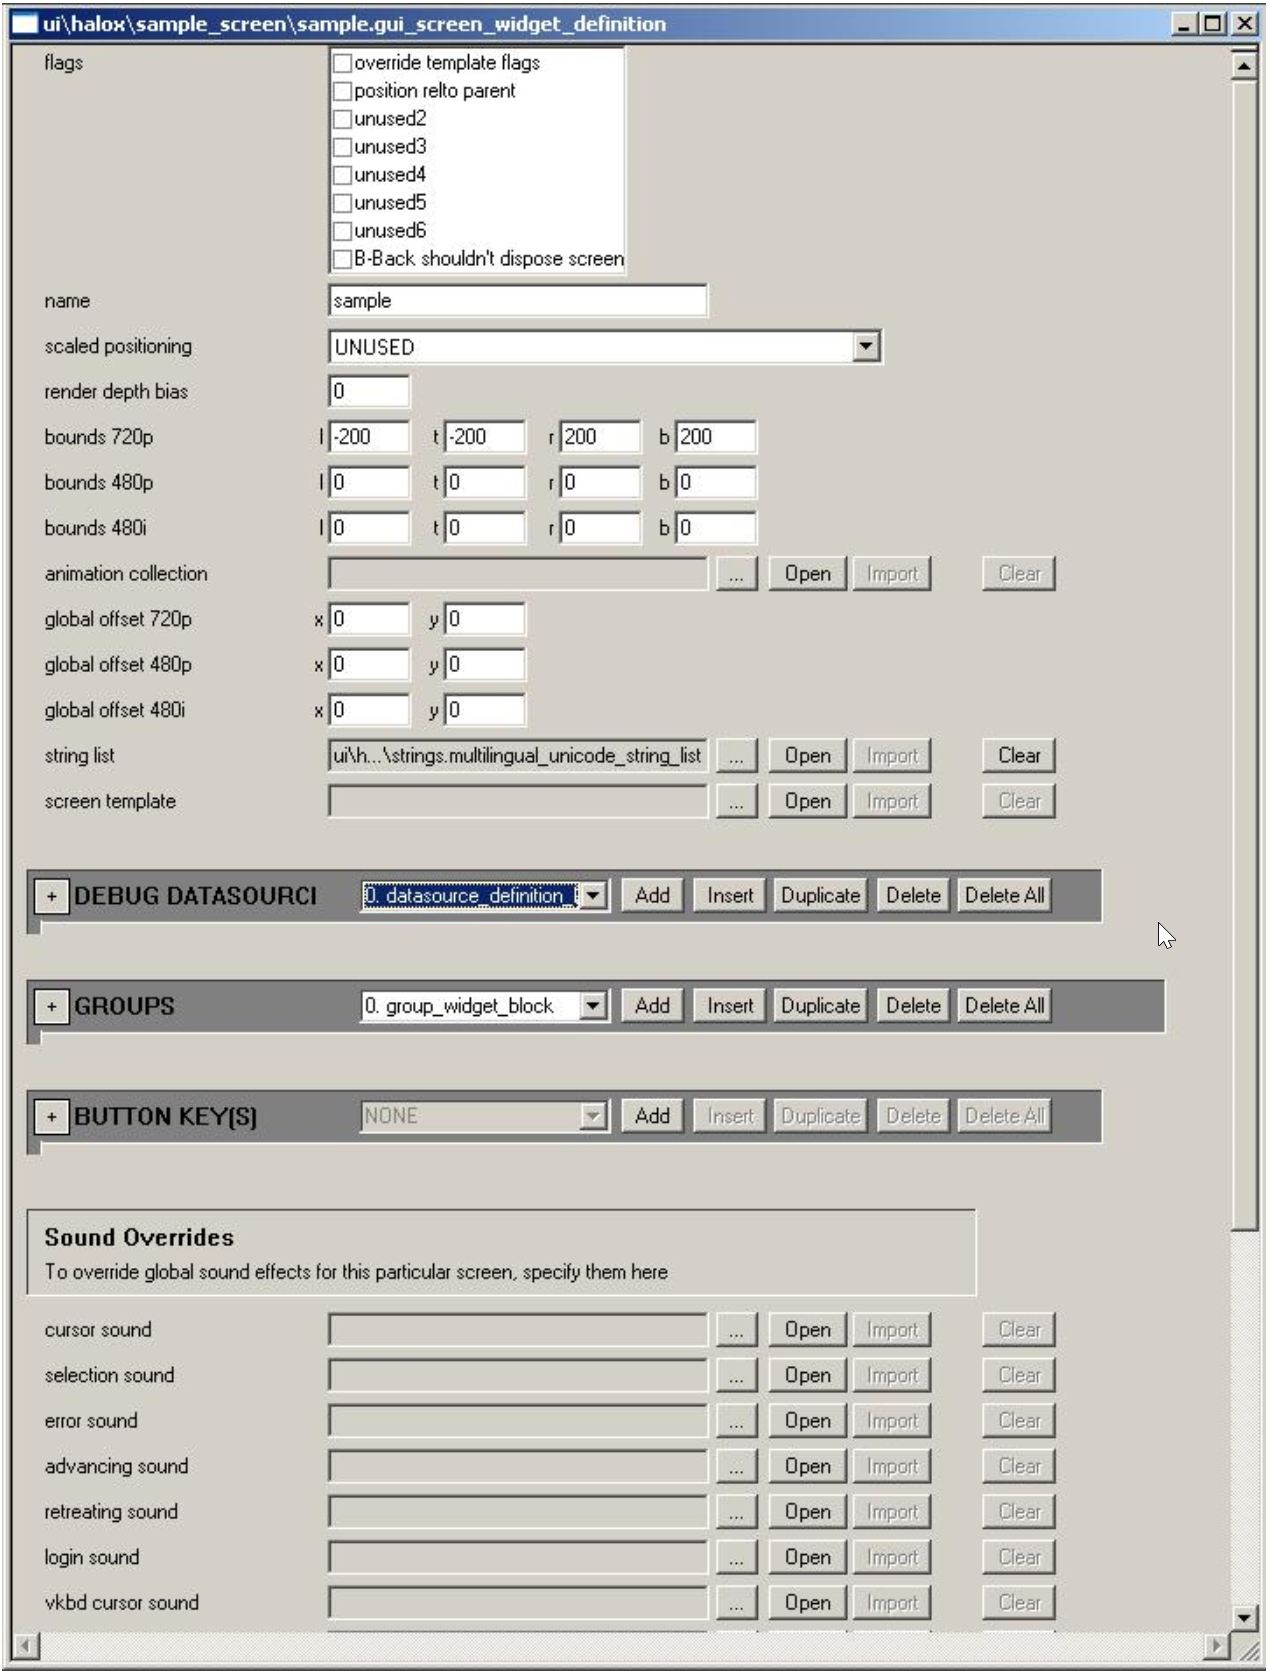 ui\halox\sample_screen\sample.gui_screen_widget_definition
flags
override template flags
position relto parent
unused2
unused3
unused4
unused5
unused6
B-Back shouldn't dispose screen
name sample
scaled positioning UNUSED
render depth bias 0
bounds 720p l -200 t -200 r 200 b 200
bounds 480p l 0 t 0 r 0 b 0
bounds 480i l 0 t 0 r 0 b 0
animation collection ... Open Import Clear
global offset 720p x 0 y 0
global offset 480p x 0 y 0
global offset 480i x 0 y 0
string list ui\h...\strings.multilingual_unicode_string_list ... Open Import Clear
screen template ... Open Import Clear
+ DEBUG DATASOURCI 0. datasource_definition_ Add Insert Duplicate Delete Delete All
+ GROUPS 0. group_widget_block Add Insert Duplicate Delete Delete All
+ BUTTON KEY(S) NONE Add Insert Duplicate Delete Delete All
Sound Overrides
To override global sound effects for this particular screen, specify them here
cursor sound ... Open Import Clear
selection sound ... Open Import Clear
error sound ... Open Import Clear
advancing sound ... Open Import Clear
retreating sound ... Open Import Clear
login sound ... Open Import Clear
vkbd cursor sound ... Open Import Clear